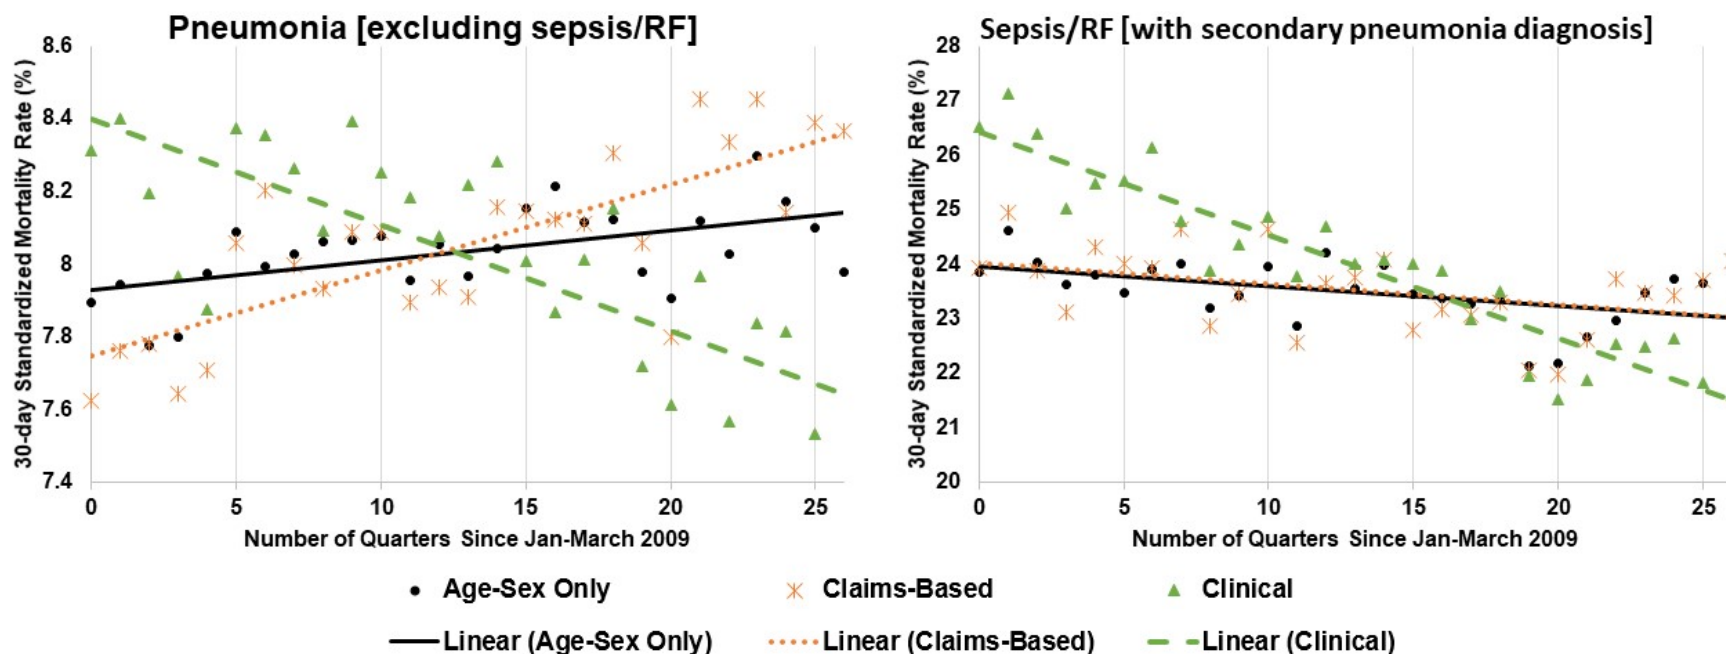 Pneumonia [excluding sepsis/RF]
30-day Standardized Mortality Rate (%)
8.6
8.4
8.2
8
7.8
7.6
7.4
0 5 10 15 20 25
Number of Quarters Since Jan-March 2009
Sepsis/RF [with secondary pneumonia diagnosis]
30-day Standardized Mortality Rate (%)
28
27
26
25
24
23
22
21
20
0 5 10 15 20 25
Number of Quarters Since Jan-March 2009
Age-Sex Only Claims-Based Clinical
Linear (Age-Sex Only) Linear (Claims-Based) Linear (Clinical)